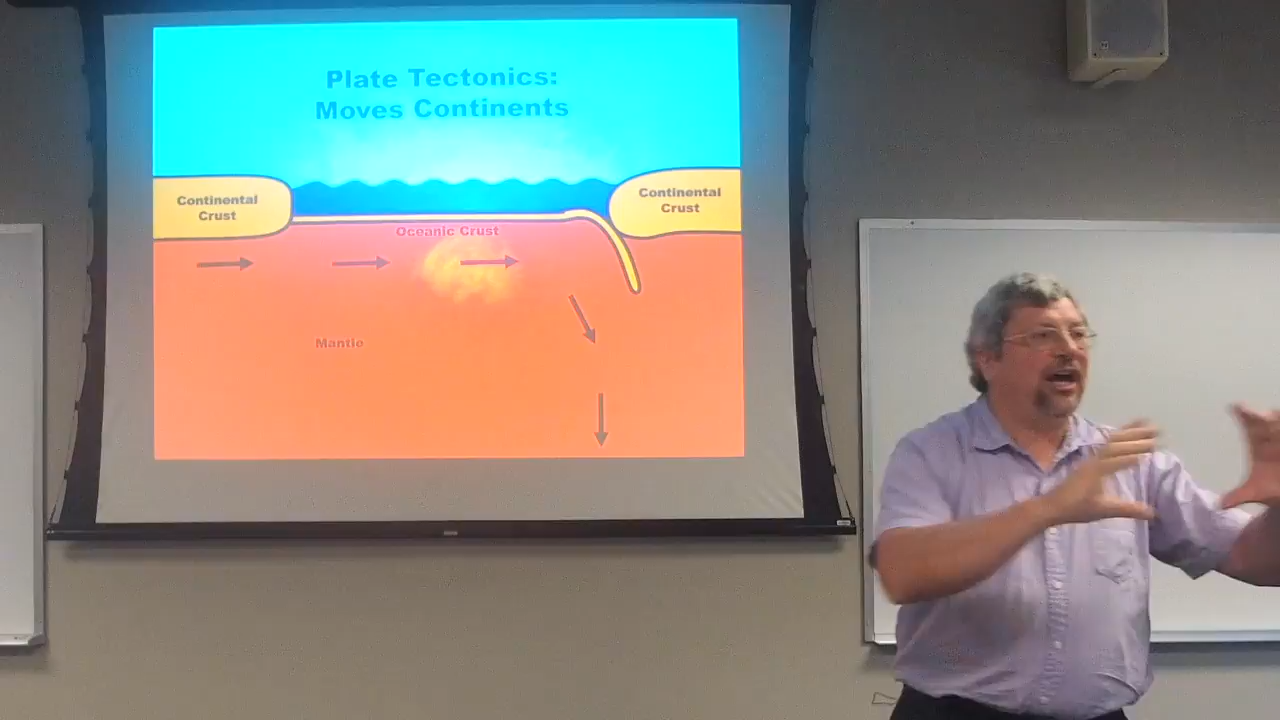 Plate Tectonics:
Moves Continents
Continental
Crust
Continental
Crust
Oceanic Crust
Mantle